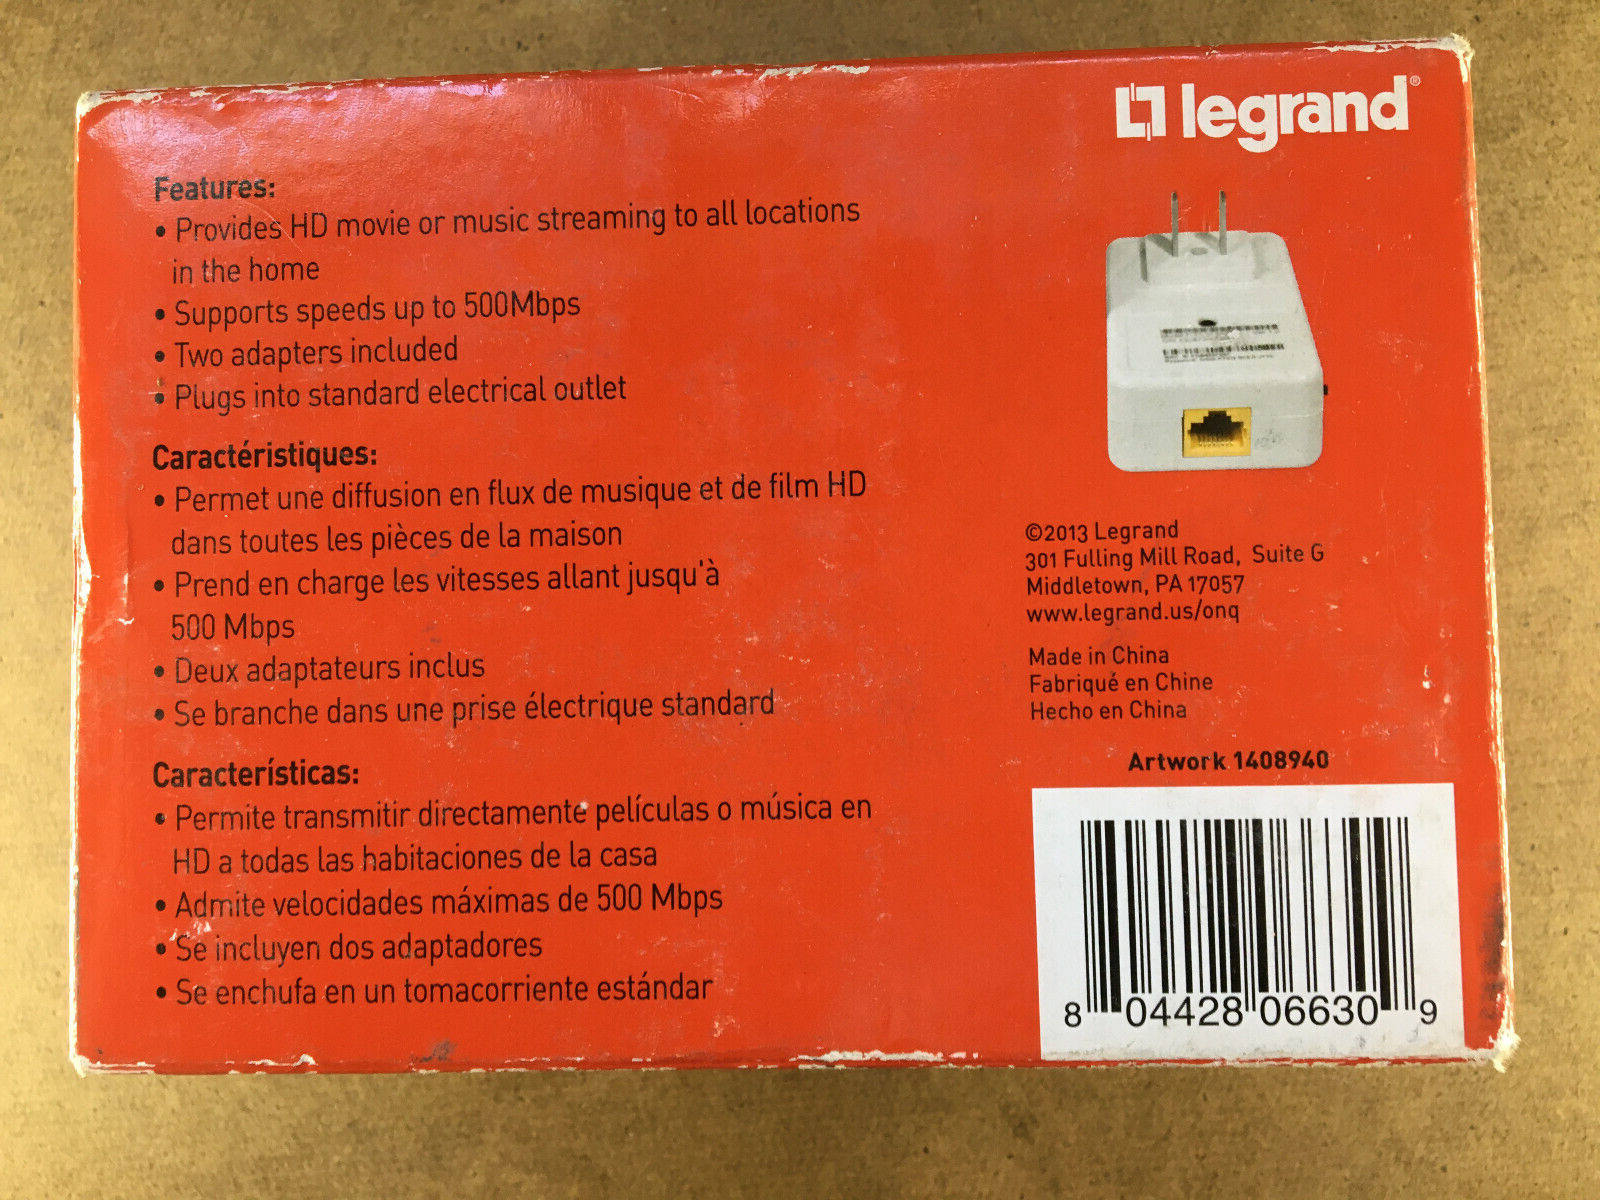 legrand®
Features:
• Provides HD movie or music streaming to all locations
in the home
• Supports speeds up to 500Mbps
• Two adapters included
• Plugs into standard electrical outlet
Caractéristiques:
• Permet une diffusion en flux de musique et de film HD
dans toutes les pièces de la maison
• Prend en charge les vitesses allant jusqu'à
500 Mbps
• Deux adaptateurs inclus
• Se branche dans une prise électrique standard
Características:
• Permite transmitir directamente películas o música en
HD a todas las habitaciones de la casa
• Admite velocidades máximas de 500 Mbps
• Se incluyen dos adaptadores
• Se enchufa en un tomacorriente estándar
©2013 Legrand
301 Fulling Mill Road, Suite G
Middletown, PA 17057
www.legrand.us/onq
Made in China
Fabriqué en Chine
Hecho en China
Artwork 1408940
8 04428 06630 9